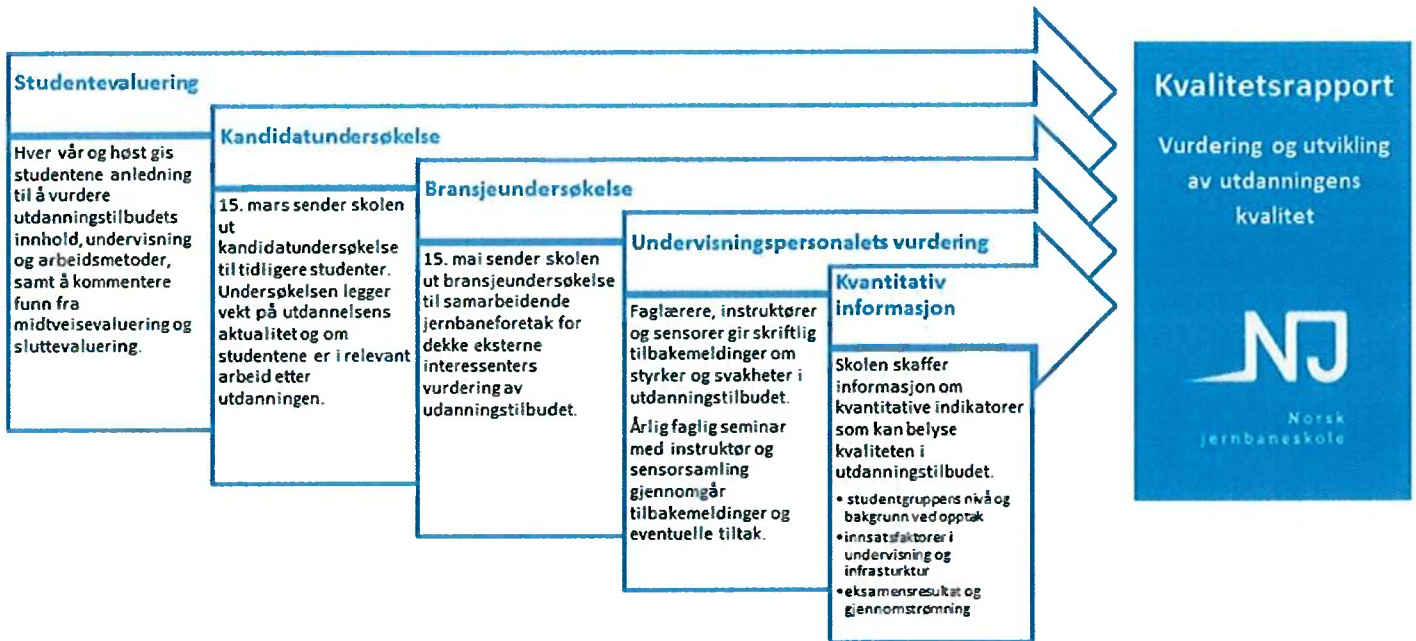 Studentevaluering
Hver vår og høst gis
studentene anledning
til å vurdere
utdanningstilbudets
innhold, undervisning
og arbeidsmetoder,
samt å kommentere
funn fra
midtveisevaluering og
sluttevaluering.
Kandidatundersøkelse
15. mars sender skolen
ut
kandidatundersøkelse
til tidligere studenter.
Undersøkelsen legger
vekt på utdannelsens
aktualitet og om
studentene er i relevant
arbeid etter
utdanningen.
Bransjeundersøkelse
15. mai sender skolen
ut bransjeundersøkelse
til samarbeidende
jernbaneforetak for
dekke eksterne
interessenters
vurdering av
udanningstilbudet.
Undervisningspersonalets vurdering
Faglærere, instruktører
og sensorer gir skriftlig
tilbakemeldinger om
styrker og svakheter i
utdanningtilbudet.
Årlig faglig seminar
med instruktør og
sensorsamling
gjennomgår
tilbakemeldinger og
eventuelle tiltak.
Kvantitativ
informasjon
Skolen skaffer
informasjon om
kvantitative indikatorer
som kan belyse
kvaliteten i
utdanningtilbudet.
• studentgruppens nivå og
bakgrunn ved opptak
•innsatsfaktorer i
undervisning og
infrasturktur
•eksamensresultat og
gjennomstrømning
Kvalitetsrapport
Vurdering og utvikling
av utdanningens
kvalitet
NJ
Norsk
jernbaneskole